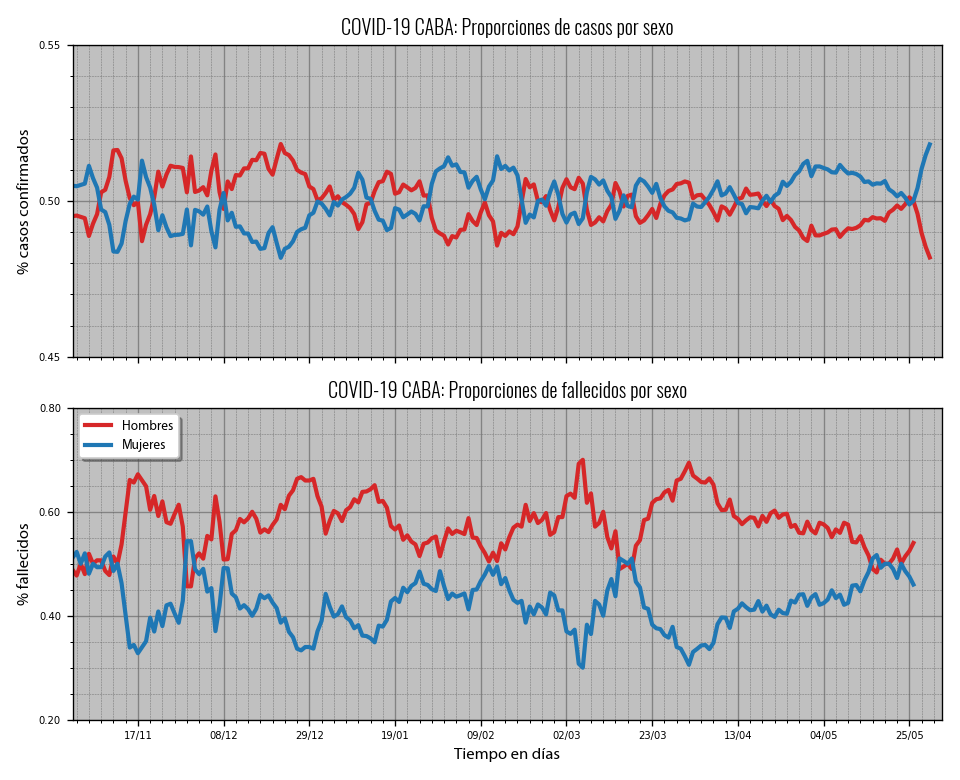 COVID-19 CABA: Proporciones de casos por sexo
0.55
0.50
0.45
% casos confirmados
COVID-19 CABA: Proporciones de fallecidos por sexo
0.80
0.60
0.40
0.20
% fallecidos
Hombres
Mujeres
17/11 08/12 29/12 19/01 09/02 02/03 23/03 13/04 04/05 25/05
Tiempo en días